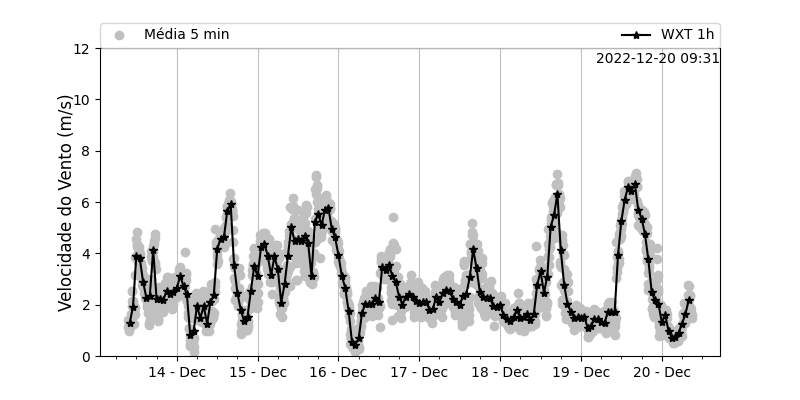 Média 5 min
WXT 1h
2022-12-20 09:31
Velocidade do Vento (m/s)
12
10
8
6
4
2
0
14 - Dec
15 - Dec
16 - Dec
17 - Dec
18 - Dec
19 - Dec
20 - Dec